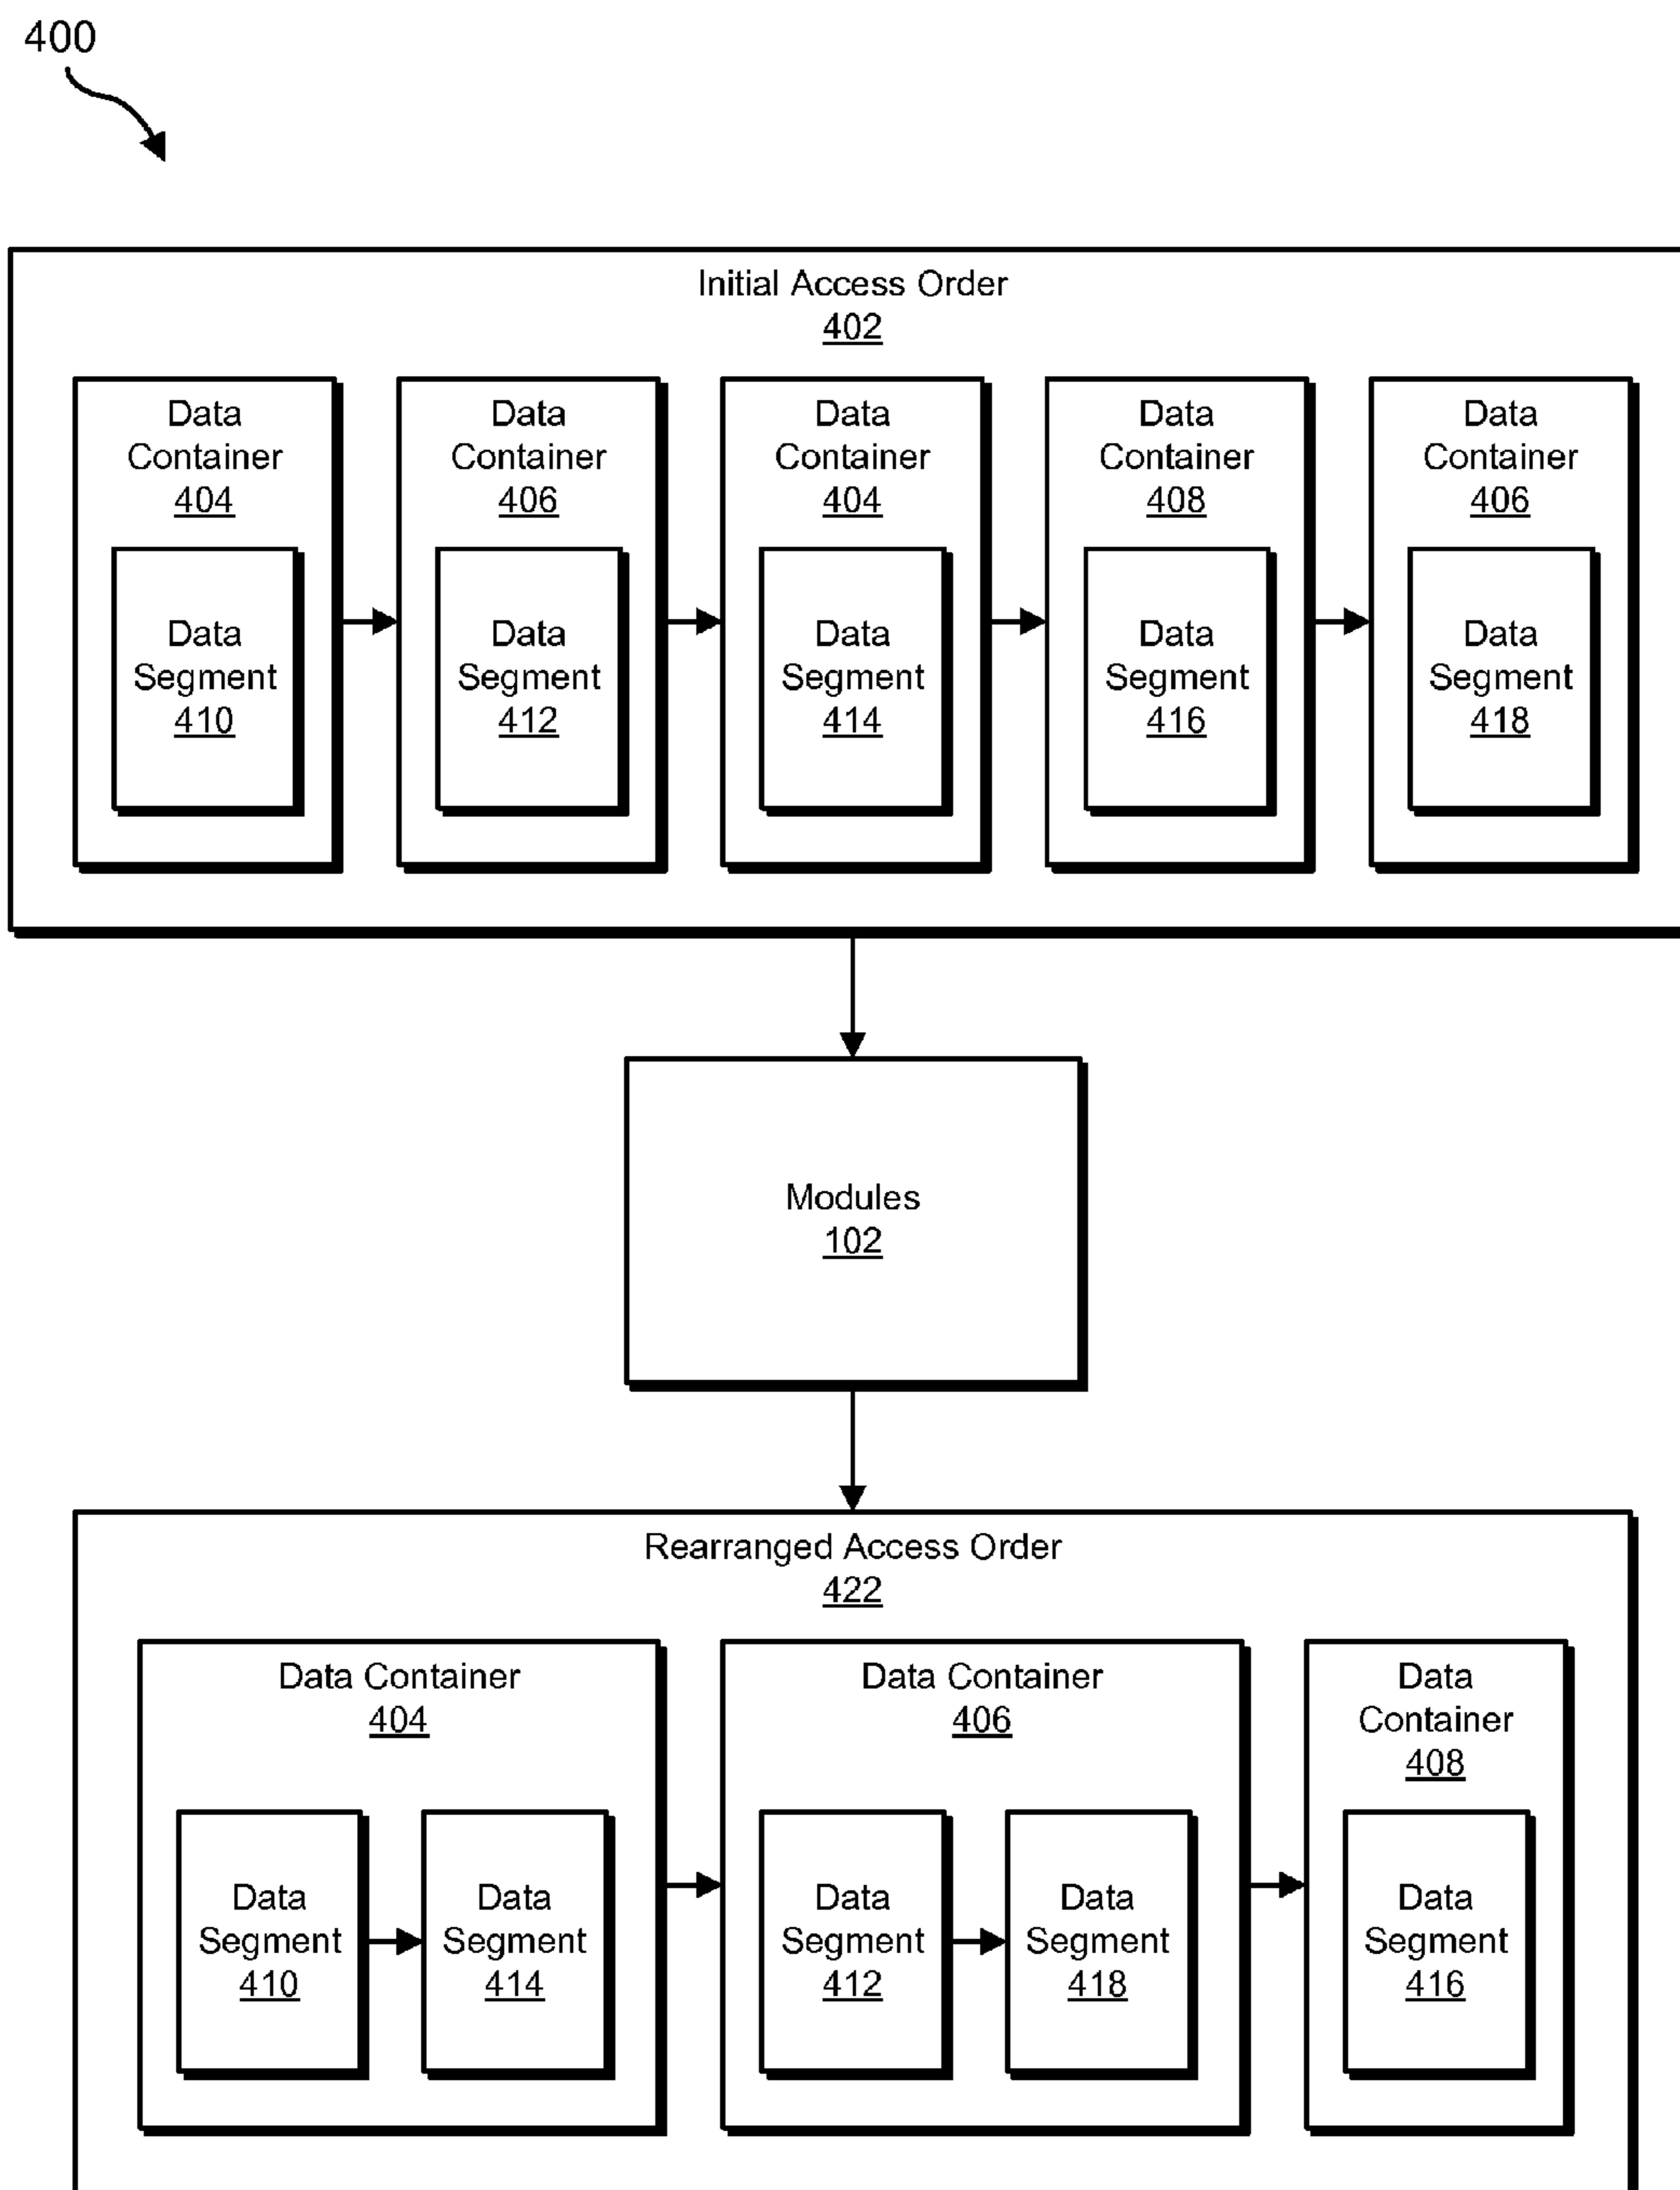 400
Initial Access Order
402
Data
Container
404
Data
Segment
410
Data
Container
406
Data
Segment
412
Data
Container
404
Data
Segment
414
Data
Container
408
Data
Segment
416
Data
Container
406
Data
Segment
418
Modules
102
Rearranged Access Order
422
Data Container
404
Data
Segment
410
Data
Segment
414
Data Container
406
Data
Segment
412
Data
Segment
418
Data
Container
408
Data
Segment
416